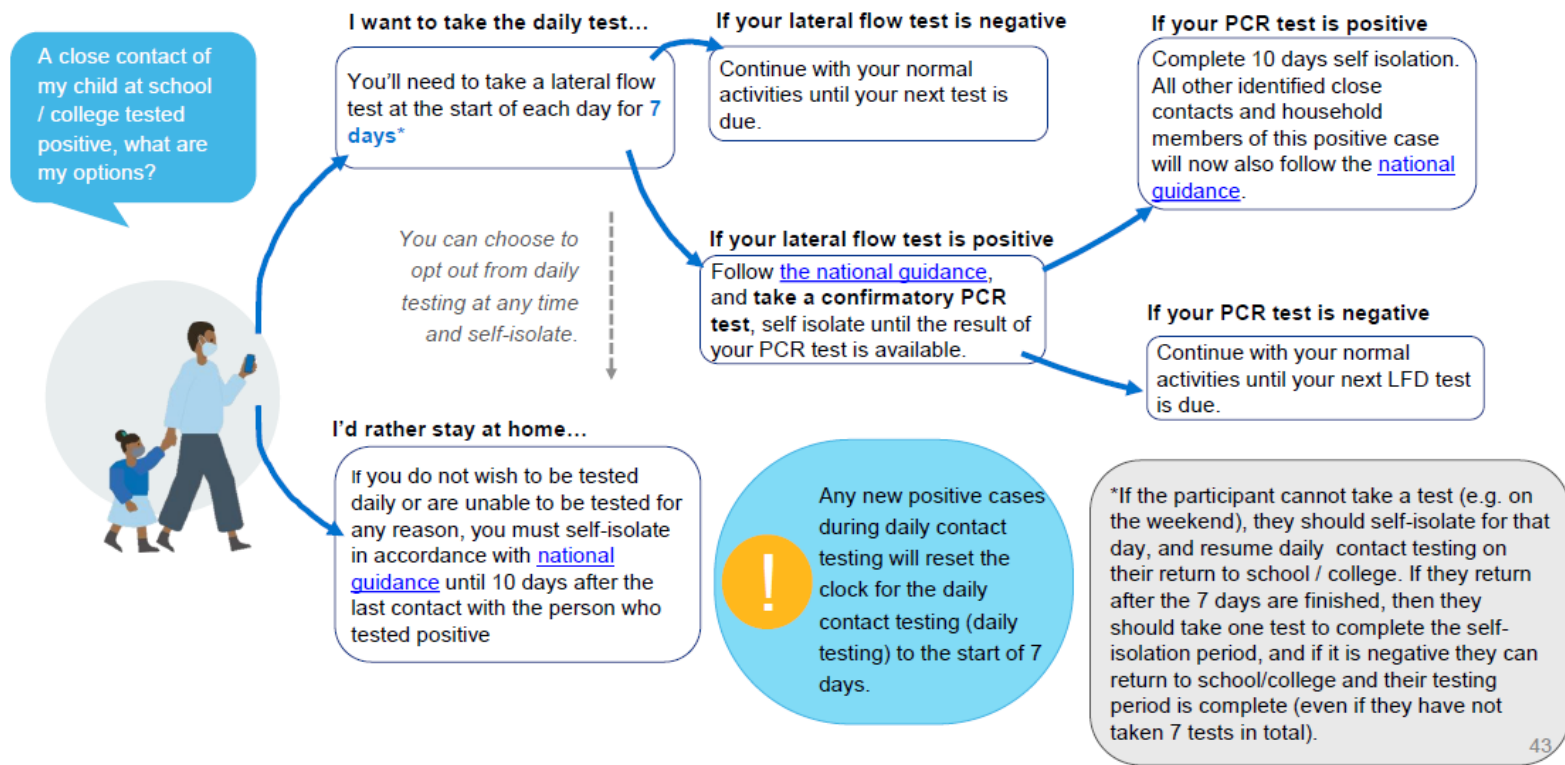 A close contact of
my child at school
/ college tested
positive, what are
my options?
I want to take the daily test…
You'll need to take a lateral flow
test at the start of each day for 7
days*
If your lateral flow test is negative
Continue with your normal
activities until your next test is
due.
If your PCR test is positive
Complete 10 days self isolation.
All other identified close
contacts and household
members of this positive case
will now also follow the national
guidance.
You can choose to
opt out from daily
testing at any time
and self-isolate.
If your lateral flow test is positive
Follow the national guidance,
and take a confirmatory PCR
test, self isolate until the result of
your PCR test is available.
If your PCR test is negative
Continue with your normal
activities until your next LFD test
is due.
I'd rather stay at home…
If you do not wish to be tested
daily or are unable to be tested for
any reason, you must self-isolate
in accordance with national
guidance until 10 days after the
last contact with the person who
tested positive
!
Any new positive cases
during daily contact
testing will reset the
clock for the daily
contact testing (daily
testing) to the start of 7
days.
*If the participant cannot take a test (e.g. on
the weekend), they should self-isolate for that
day, and resume daily contact testing on
their return to school / college. If they return
after the 7 days are finished, then they
should take one test to complete the self-
isolation period, and if it is negative they can
return to school/college and their testing
period is complete (even if they have not
taken 7 tests in total).
43